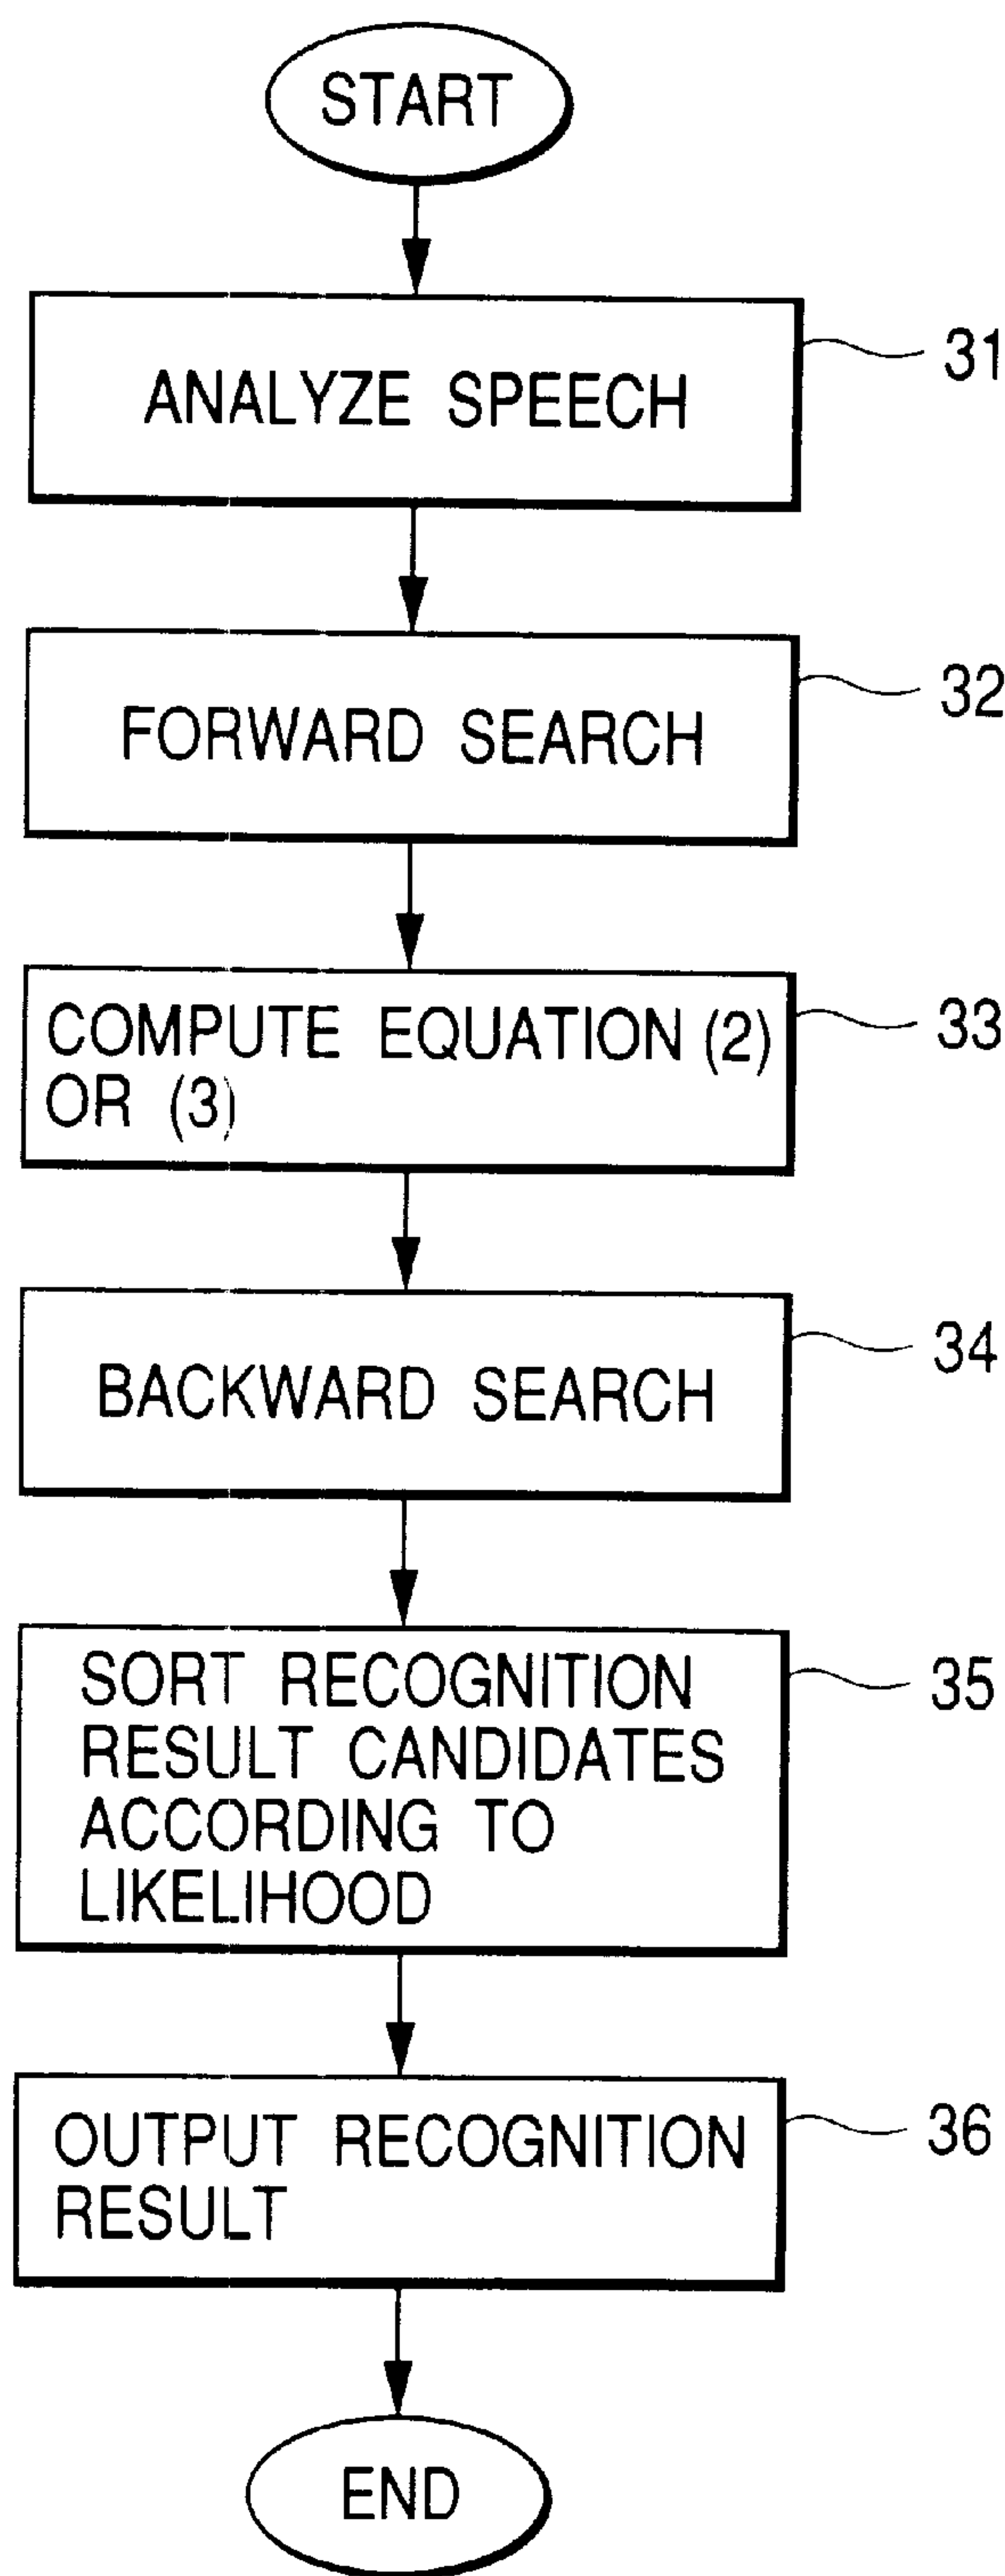 START
ANALYZE SPEECH
31
FORWARD SEARCH
32
COMPUTE EQUATION (2)
OR (3)
33
BACKWARD SEARCH
34
SORT RECOGNITION
RESULT CANDIDATES
ACCORDING TO
LIKELIHOOD
35
OUTPUT RECOGNITION
RESULT
36
END